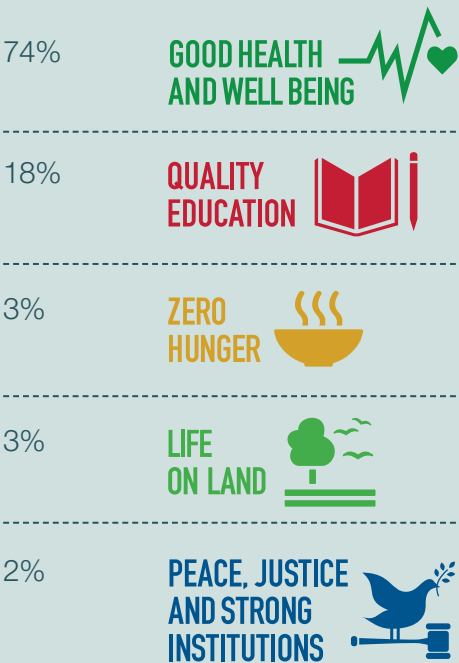 74%
GOOD HEALTH
AND WELL BEING
18%
QUALITY
EDUCATION
3%
ZERO
HUNGER
3%
LIFE
ON LAND
2%
PEACE, JUSTICE
AND STRONG
INSTITUTIONS